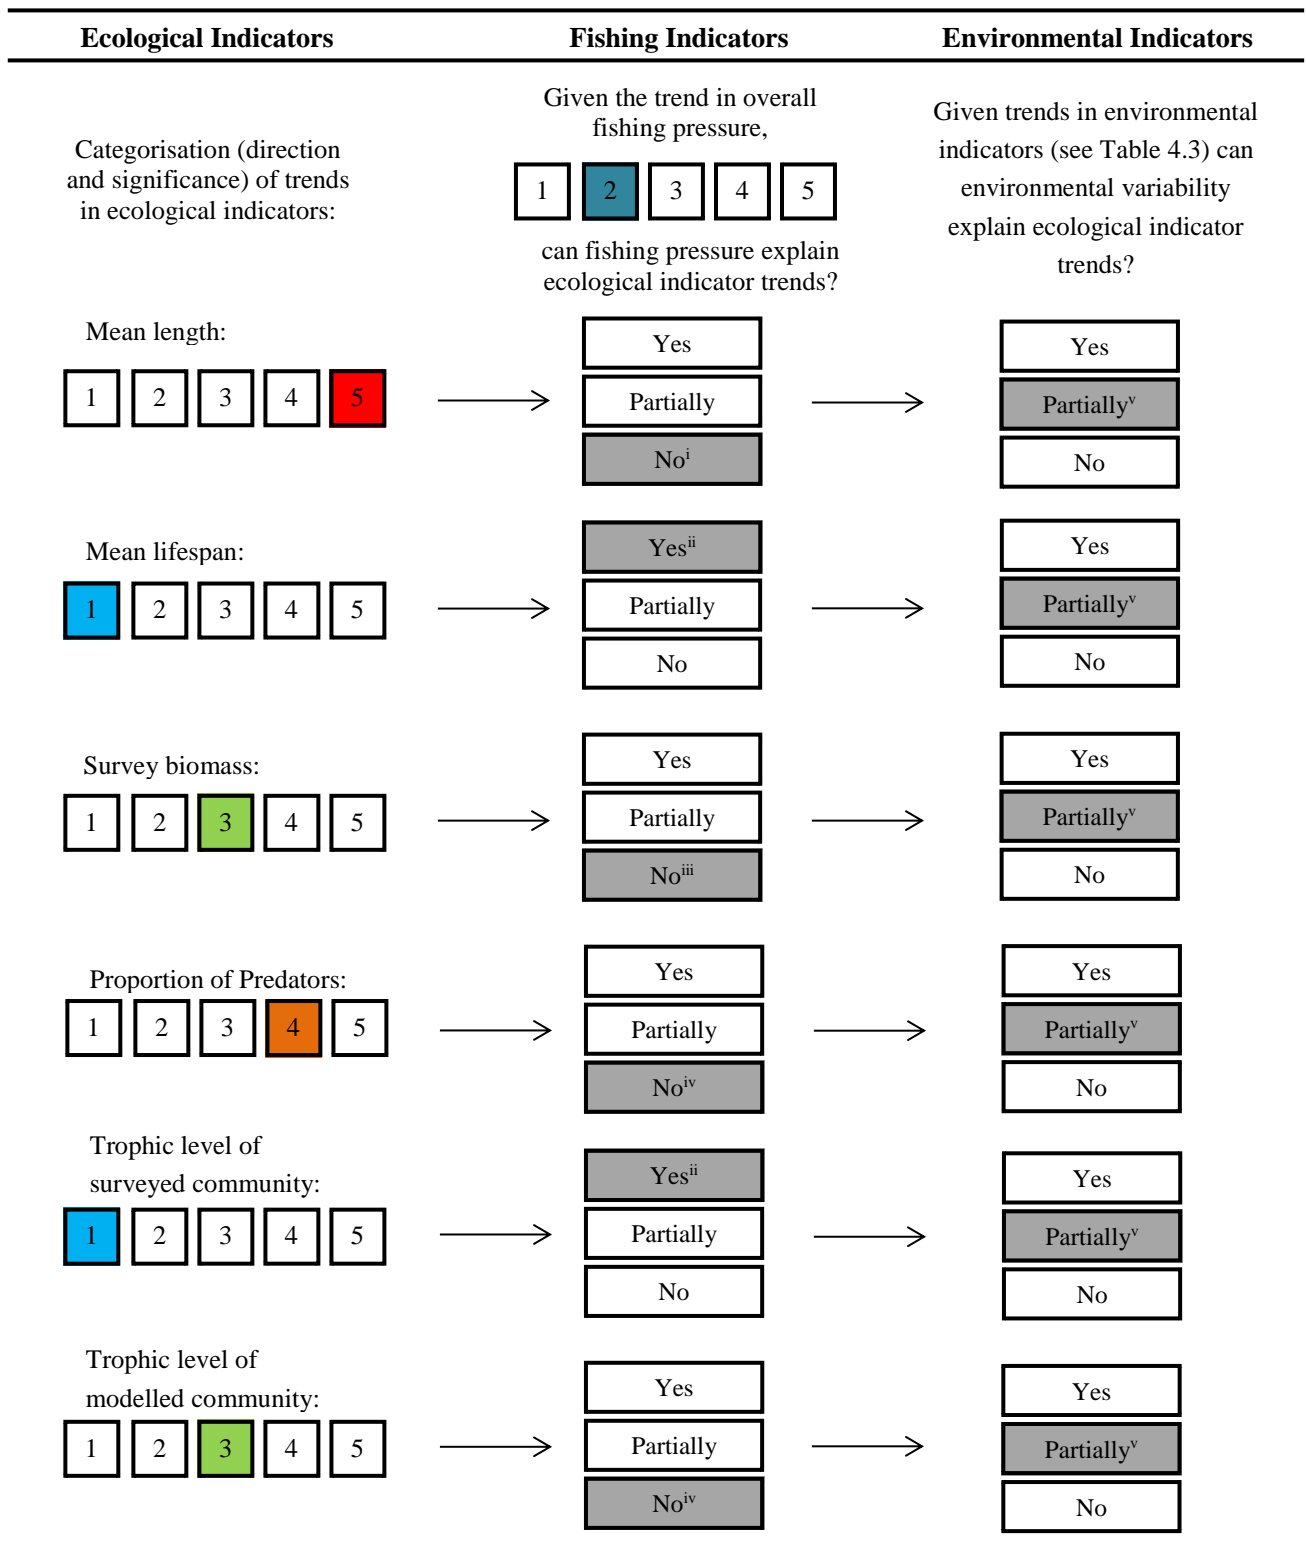 Ecological Indicators Fishing Indicators Environmental Indicators
Categorisation (direction
and significance) of trends
in ecological indicators:
Given the trend in overall
fishing pressure,
1 2 3 4 5
can fishing pressure explain
ecological indicator trends?
Given trends in environmental
indicators (see Table 4.3) can
environmental variability
explain ecological indicator
trends?
Mean length:
1 2 3 4 5
Yes
Partially
Noⁱ
Yes
Partiallyᵛ
No
Mean lifespan:
1 2 3 4 5
Yesⁱⁱ
Partially
No
Yes
Partiallyᵛ
No
Survey biomass:
1 2 3 4 5
Yes
Partially
Noⁱⁱⁱ
Yes
Partiallyᵛ
No
Proportion of Predators:
1 2 3 4 5
Yes
Partially
Noⁱᵛ
Yes
Partiallyᵛ
No
Trophic level of
surveyed community:
1 2 3 4 5
Yesⁱⁱ
Partially
No
Yes
Partiallyᵛ
No
Trophic level of
modelled community:
1 2 3 4 5
Yes
Partially
Noⁱᵛ
Yes
Partiallyᵛ
No